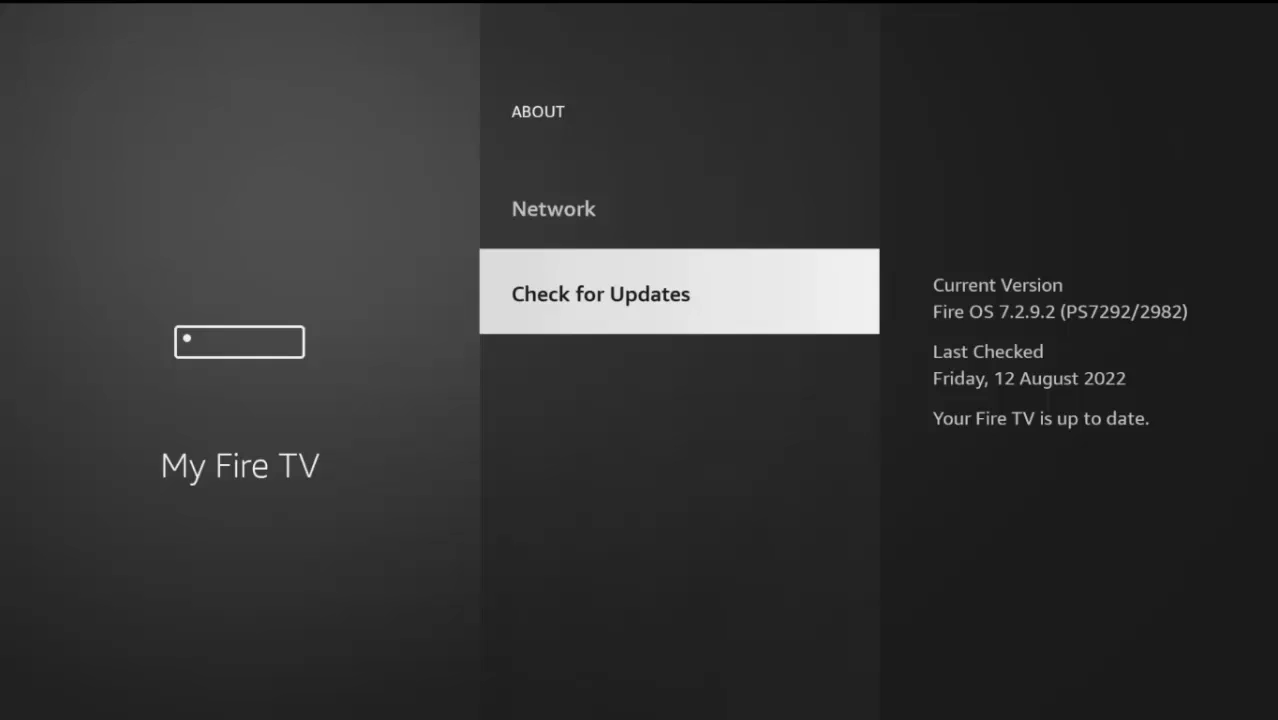 ABOUT
Network
Check for Updates
My Fire TV
Current Version
Fire OS 7.2.9.2 (PS7292/2982)
Last Checked
Friday, 12 August 2022
Your Fire TV is up to date.